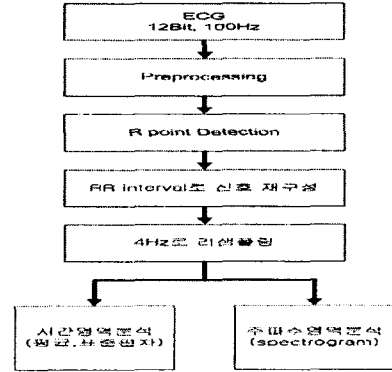 ECG
12Bit, 100Hz
Preprocessing
R point Detection
RR interval로 신호 재구성
4Hz로 리샘플링
시간영역분석
(평균,표준편차)
주파수영역분석
(spectrogram)